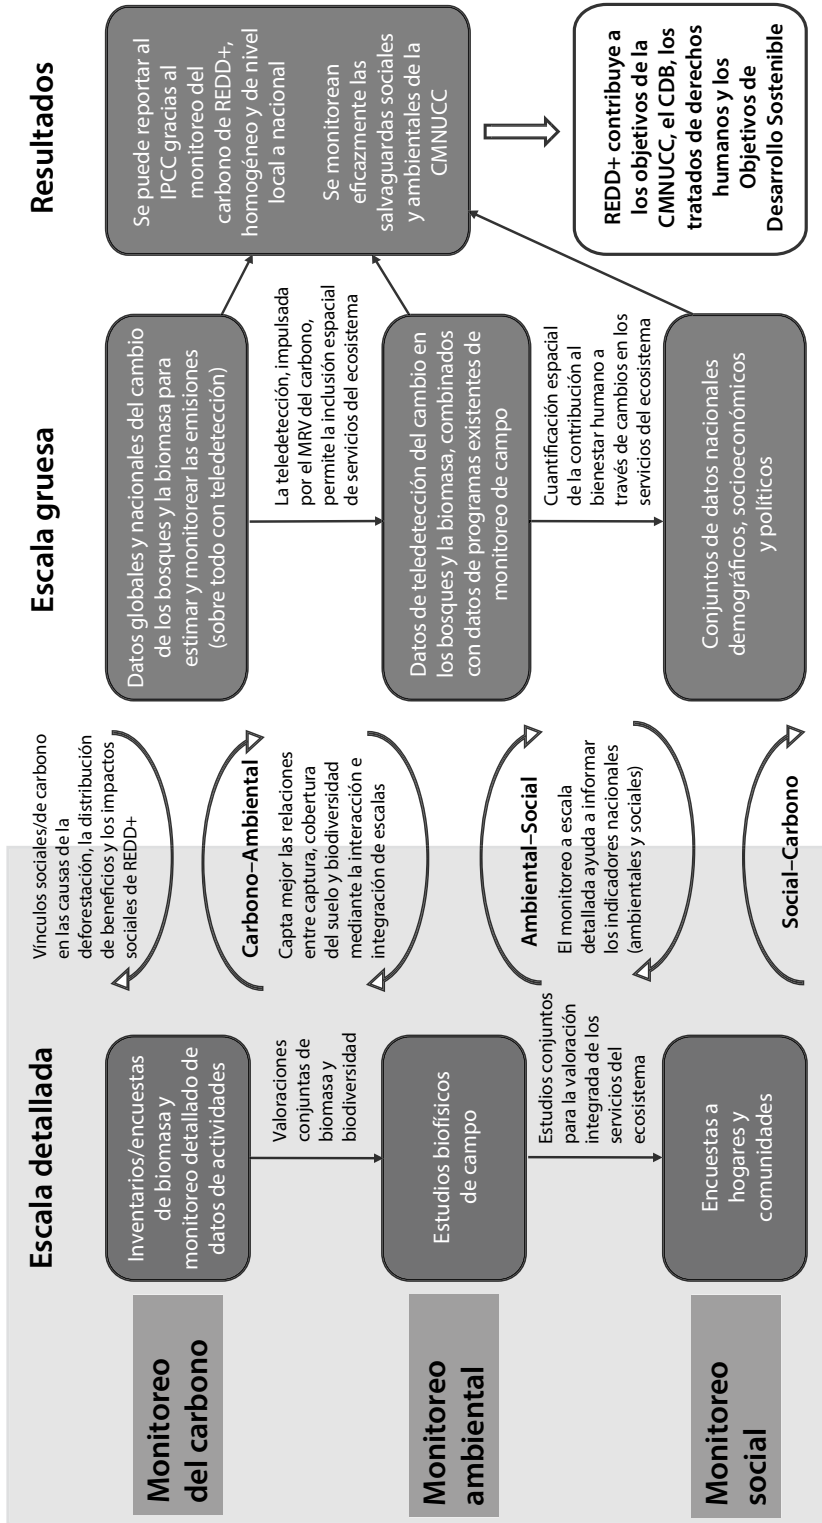 Escala detallada
Escala gruesa
Resultados
Monitoreo
del carbono
Inventarios/encuestas
de biomasa y
monitoreo detallado de
datos de actividades
Vínculos sociales/de carbono
en las causas de la
deforestación, la distribución
de beneficios y los impactos
sociales de REDD+
Datos globales y nacionales del cambio
de los bosques y la biomasa para
estimar y monitorear las emisiones
(sobre todo con teledetección)
Se puede reportar al
IPCC gracias al
monitoreo del
carbono de REDD+,
homogéneo y de nivel
local a nacional
Se monitorean
eficazmente las
salvaguardas sociales
y ambientales de la
CMNUCC
Valoraciones
conjuntas de
biomasa y
biodiversidad
Carbono–Ambiental
Capta mejor las relaciones
entre captura, cobertura
del suelo y biodiversidad
mediante la interacción e
integración de escalas
La teledetección, impulsada
por el MRV del carbono,
permite la inclusión espacial
de servicios del ecosistema
Monitoreo
ambiental
Estudios biofísicos
de campo
Datos de teledetección del cambio en
los bosques y la biomasa, combinados
con datos de programas existentes de
monitoreo de campo
Estudios conjuntos
para la valoración
integrada de los
servicios del
ecosistema
Ambiental–Social
El monitoreo a escala
detallada ayuda a informar
los indicadores nacionales
(ambientales y sociales)
Cuantificación espacial
de la contribución al
bienestar humano a
través de cambios en los
servicios del ecosistema
Monitoreo
social
Encuestas a
hogares y
comunidades
Social–Carbono
Conjuntos de datos nacionales
demográficos, socioeconómicos
y políticos
REDD+ contribuye a
los objetivos de la
CMNUCC, el CDB, los
tratados de derechos
humanos y los
Objetivos de
Desarrollo Sostenible